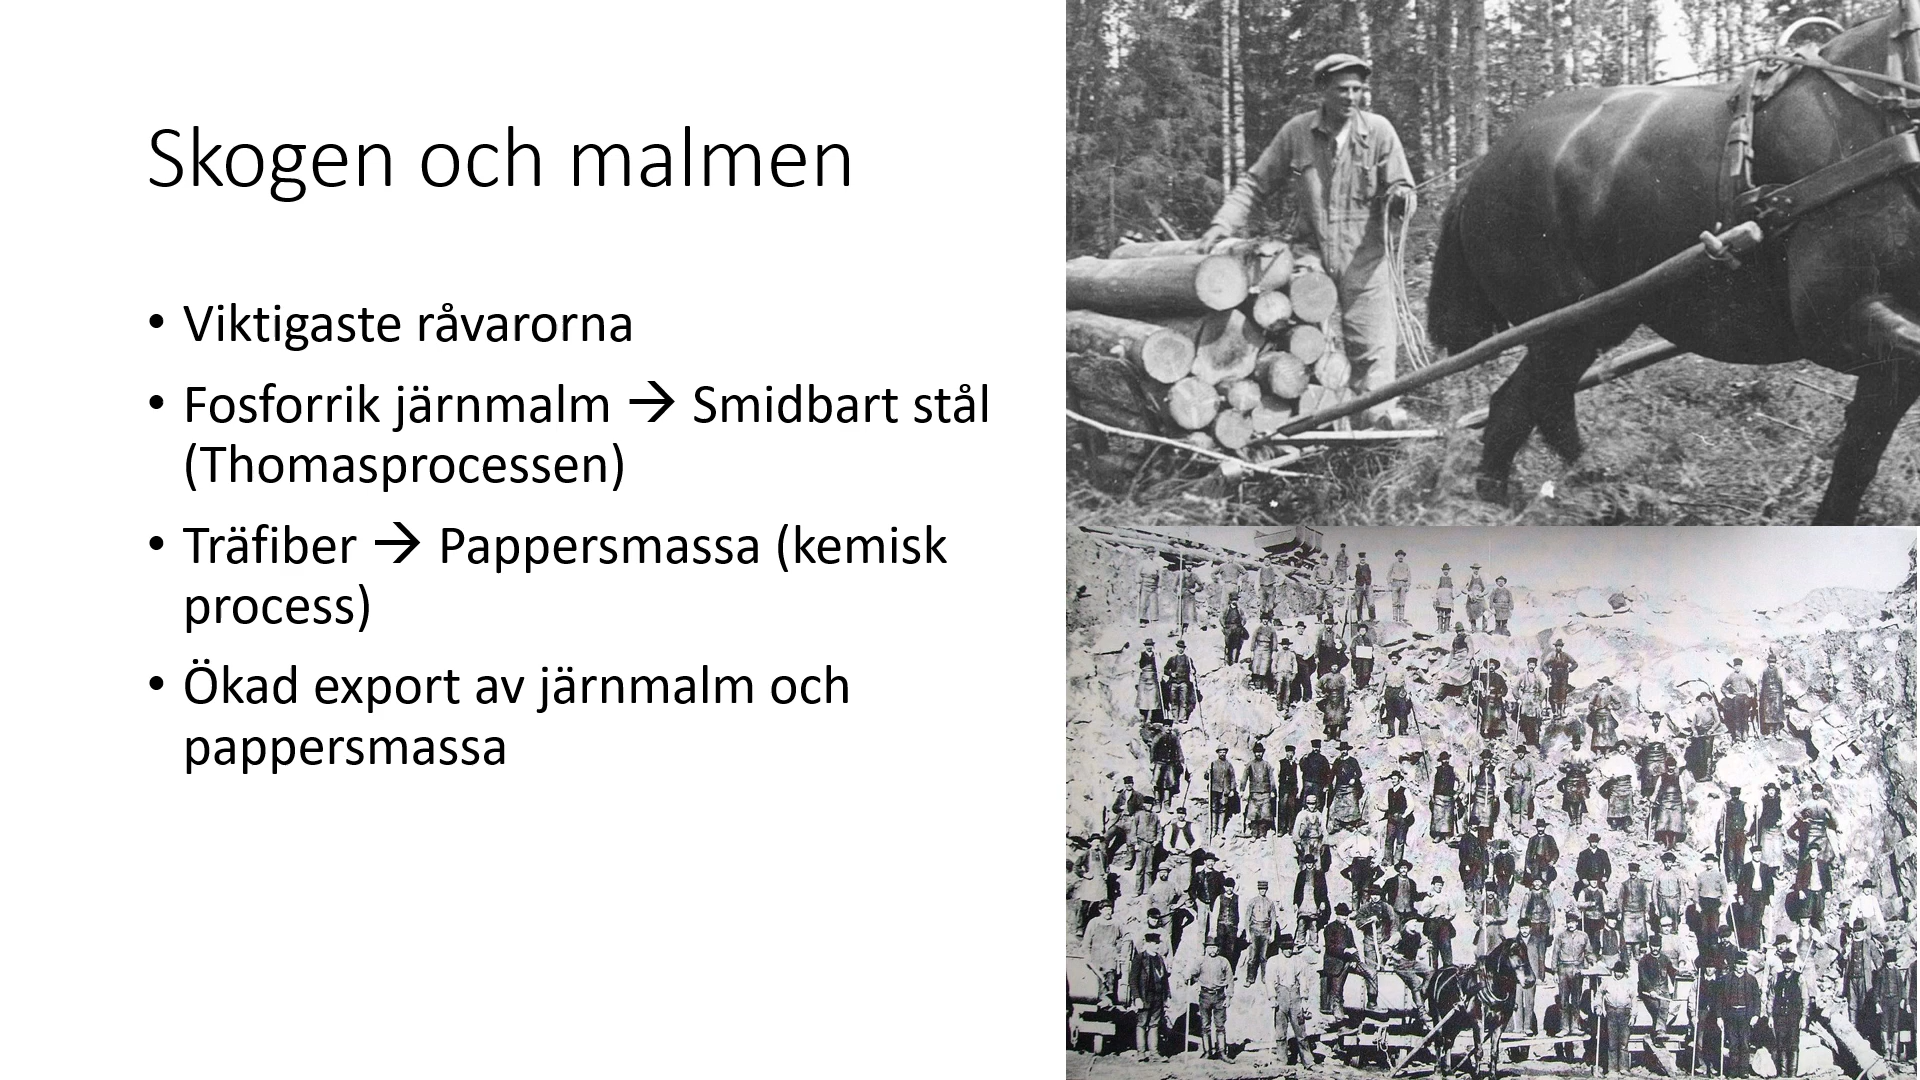 Skogen och malmen
• Viktigaste råvarorna
• Fosforrik järnmalm → Smidbart stål
(Thomasprocessen)
• Träfiber → Pappersmassa (kemisk
process)
• Ökad export av järnmalm och
pappersmassa